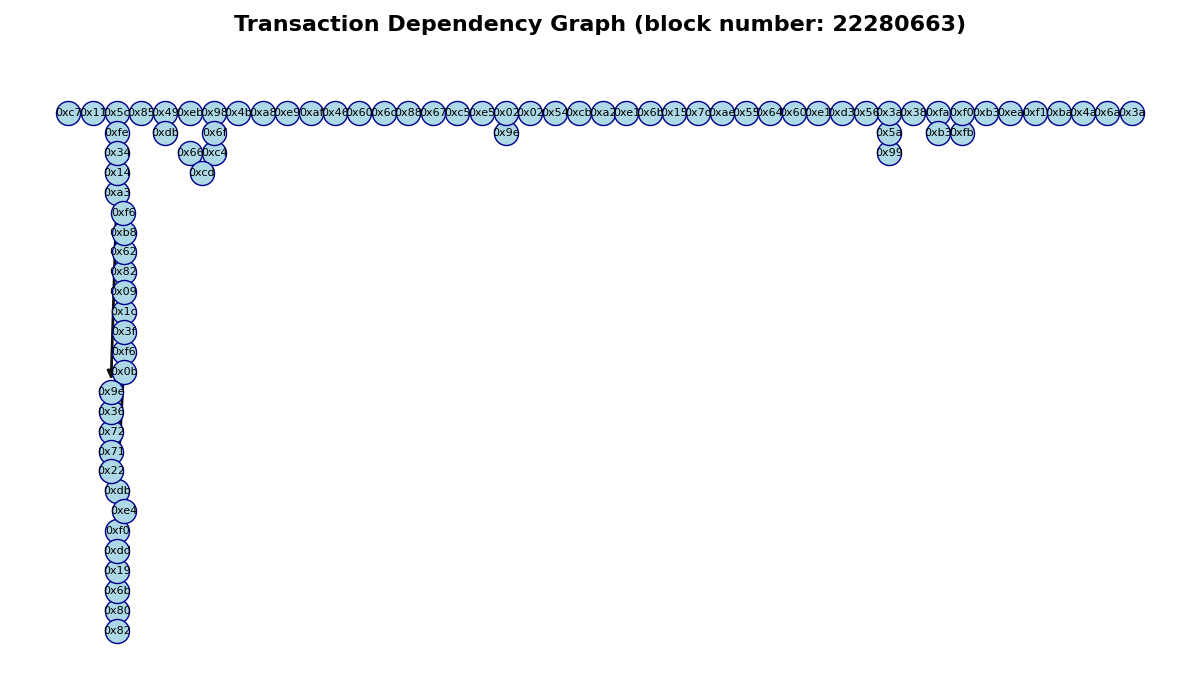 Transaction Dependency Graph (block number: 22280663)
0xc7 0x11 0x5c 0x85 0x49 0xeb 0x98 0x4b 0xa8 0xe9 0xaf 0x46 0x60 0x6d 0x88 0x67 0xc5 0xe5 0x02 0x02 0x54 0xcb 0xa2 0xe1 0x6b 0x15 0x7d 0xae 0x55 0x64 0x60 0xe1 0xd3 0x56 0x3a 0x38 0xfa 0xf0 0xb3 0xea 0xf1 0xba 0x4a 0x6a 0x3a
0xfe 0xdb 0x6f 0x9e 0x5a 0xb3 0xfb
0x34 0x66 0xc4 0x99
0x14 0xcd
0xa3
0xf6
0xb8
0x62
0x82
0x09
0x1c
0x3f
0xf6
0x0b
0x9e
0x36
0x72
0x71
0x22
0xdb
0xe4
0xf0
0xdd
0x19
0x6b
0x80
0x82